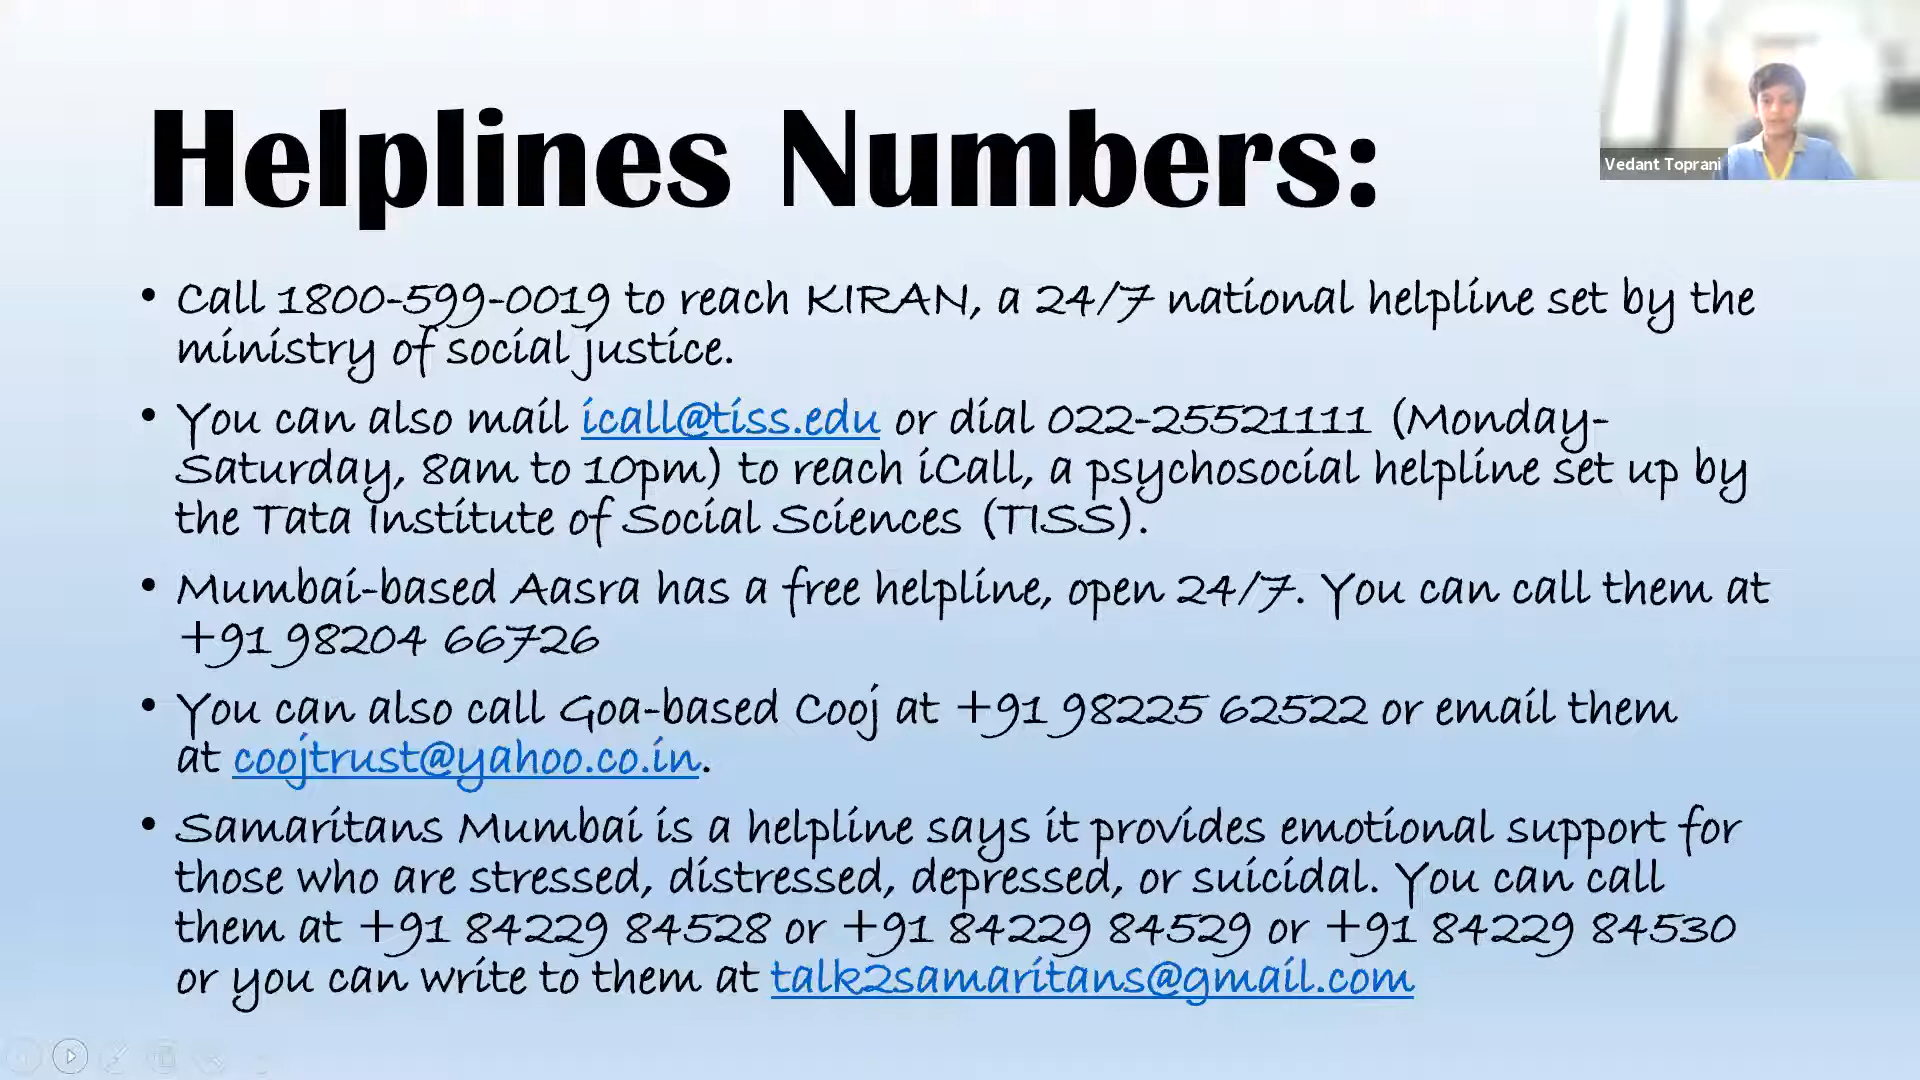 Helplines Numbers:
Vedant Toprani
• Call 1800-599-0019 to reach KIRAN, a 24/7 national helpline set by the
ministry of social justice.
• You can also mail icall@tiss.edu or dial 022-25521111 (Monday-
Saturday, 8am to 10pm) to reach iCall, a psychosocial helpline set up by
the Tata Institute of Social Sciences (TISS).
• Mumbai-based Aasra has a free helpline, open 24/7. You can call them at
+91 98204 66726
• You can also call Goa-based Cooj at +91 98225 62522 or email them
at coojtrust@yahoo.co.in.
• Samaritans Mumbai is a helpline says it provides emotional support for
those who are stressed, distressed, depressed, or suicidal. You can call
them at +91 84229 84528 or +91 84229 84529 or +91 84229 84530
or you can write to them at talk2samaritans@gmail.com